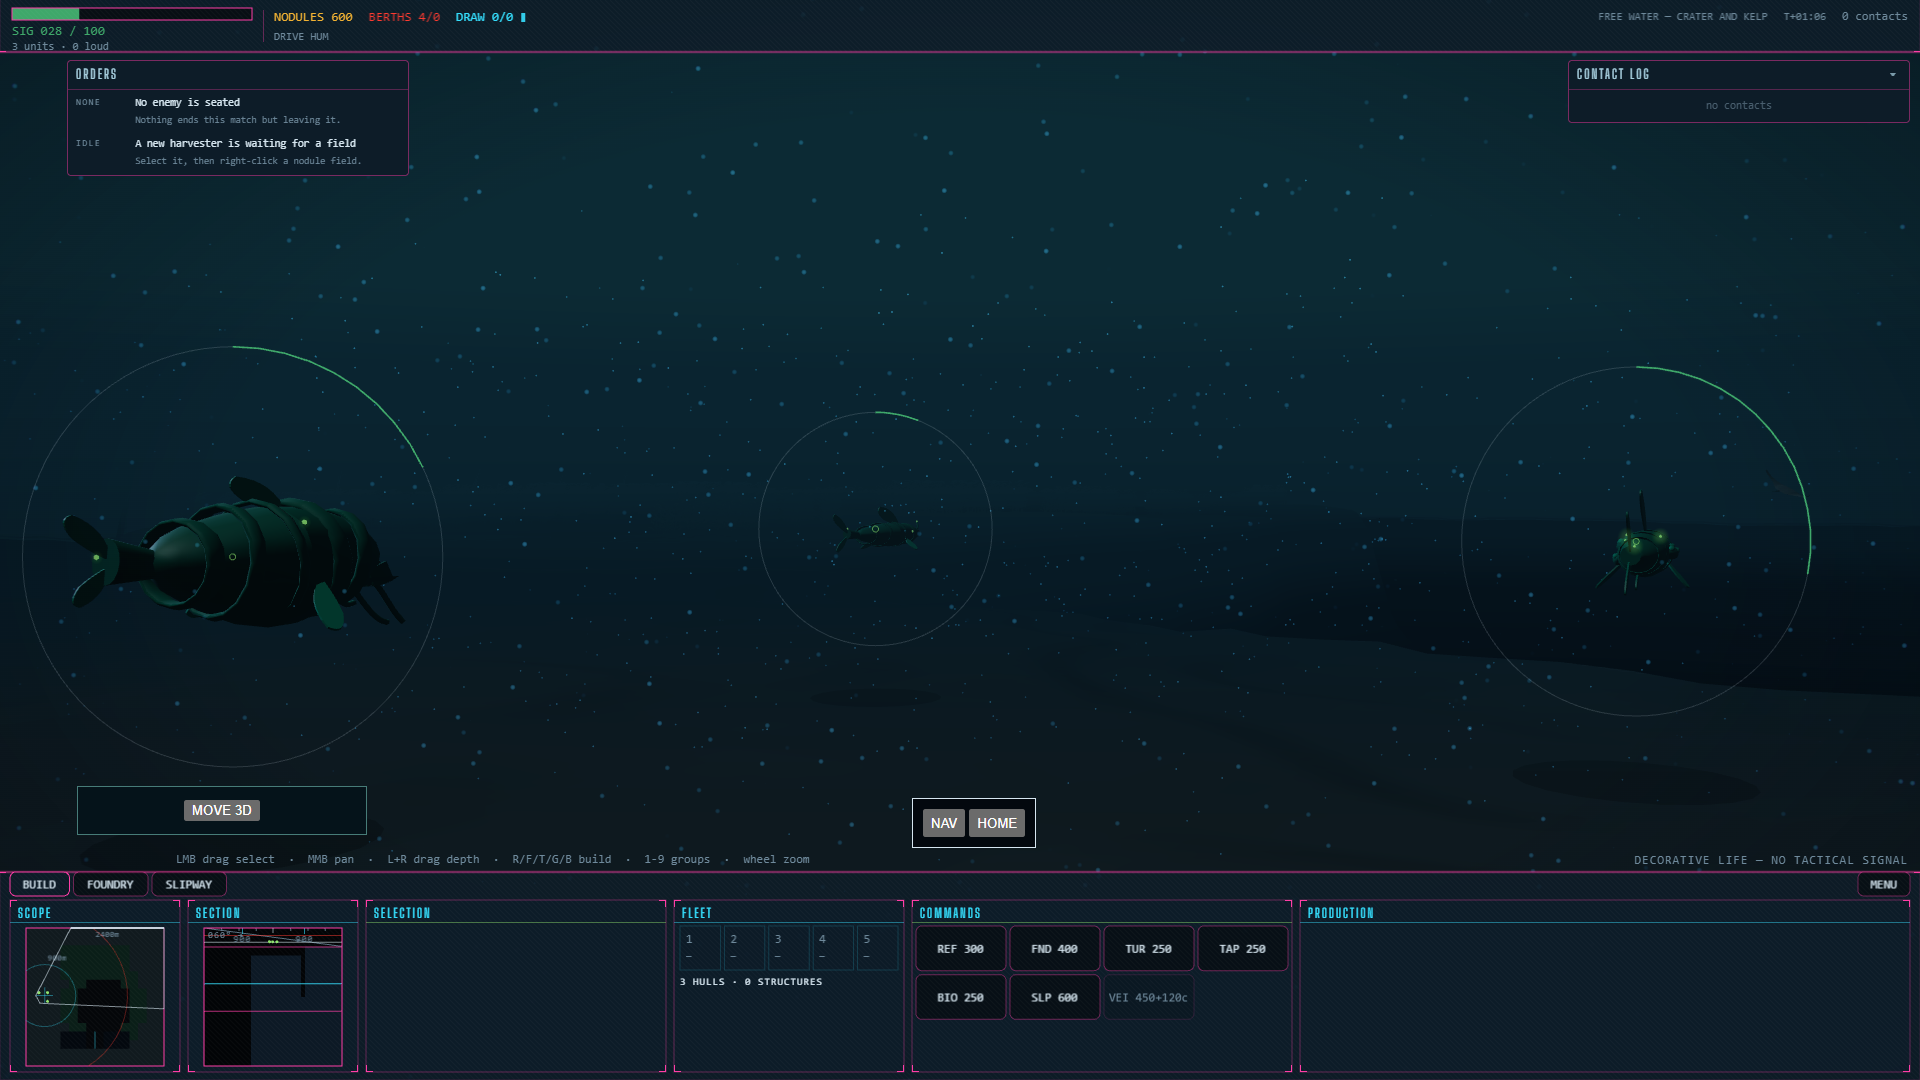 SIG 028 / 100
3 units · 0 loud
NODULES 600 BERTHS 4/0 DRAW 0/0
DRIVE HUM
FREE WATER — CRATER AND KELP T+01:06 0 contacts
ORDERS
NONE No enemy is seated
Nothing ends this match but leaving it.
IDLE A new harvester is waiting for a field
Select it, then right-click a nodule field.
CONTACT LOG
no contacts
MOVE 3D
NAV HOME
LMB drag select · MMB pan · L+R drag depth · R/F/T/G/B build · 1-9 groups · wheel zoom
DECORATIVE LIFE — NO TACTICAL SIGNAL
BUILD FOUNDRY SLIPWAY
MENU
SCOPE
2400m
900m
SECTION
060°
900 900
SELECTION
FLEET
1 2 3 4 5
– – – – –
3 HULLS · 0 STRUCTURES
COMMANDS
REF 300 FND 400 TUR 250 TAP 250
BIO 250 SLP 600 VEI 450+120c
PRODUCTION